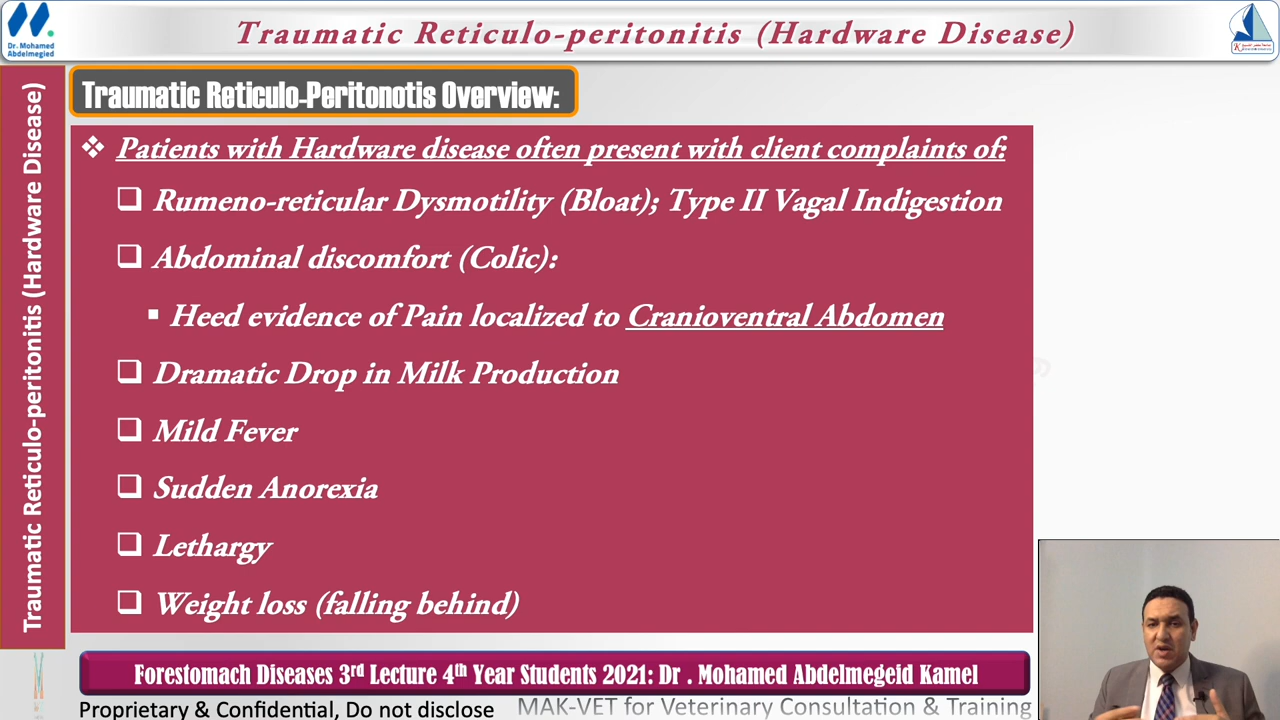 Dr. Mohamed
Abdelmegied
Traumatic Reticulo-peritonitis (Hardware Disease)
Traumatic Reticulo-peritonitis (Hardware Disease)
Traumatic Reticulo-Peritonotis Overview:
❖ Patients with Hardware disease often present with client complaints of:
❑ Rumeno-reticular Dysmotility (Bloat); Type II Vagal Indigestion
❑ Abdominal discomfort (Colic):
▪ Heed evidence of Pain localized to Cranioventral Abdomen
❑ Dramatic Drop in Milk Production
❑ Mild Fever
❑ Sudden Anorexia
❑ Lethargy
❑ Weight loss (falling behind)
Forestomach Diseases 3rd Lecture 4th Year Students 2021: Dr . Mohamed Abdelmegeid Kamel
Proprietary & Confidential, Do not disclose
MAK-VET for Veterinary Consultation & Training